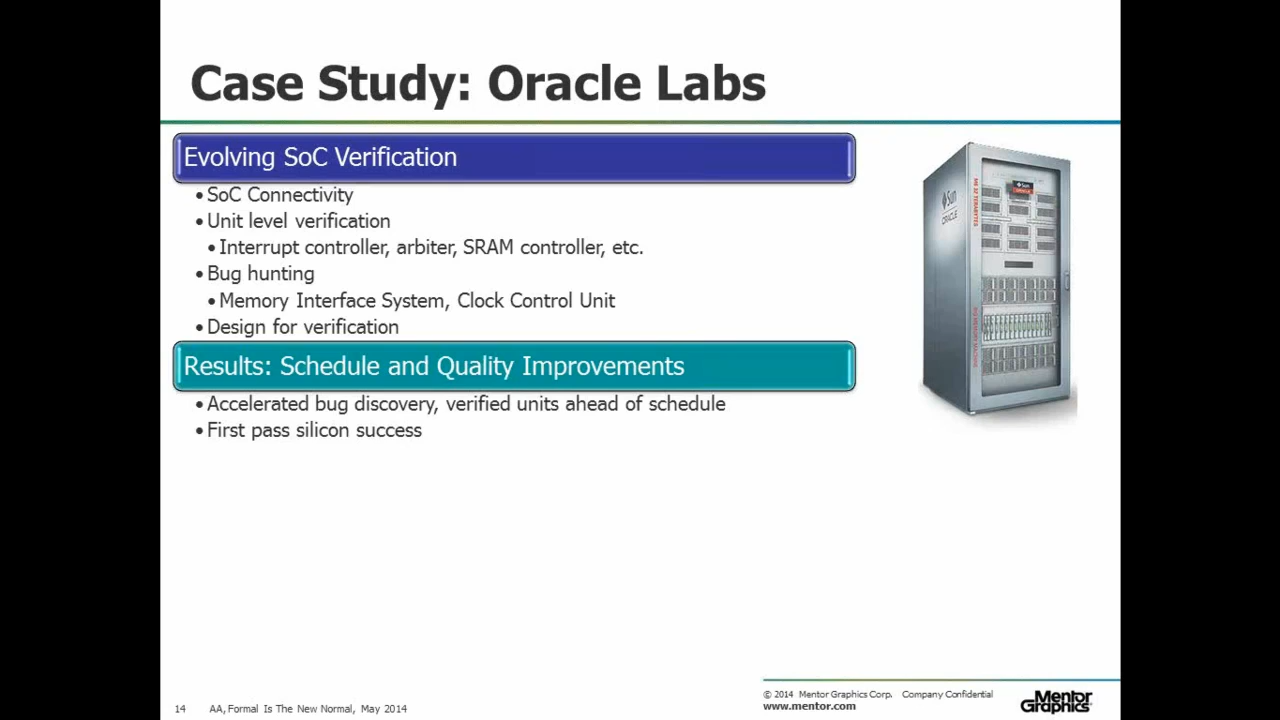 Case Study: Oracle Labs
Evolving SoC Verification
•SoC Connectivity
•Unit level verification
•Interrupt controller, arbiter, SRAM controller, etc.
•Bug hunting
•Memory Interface System, Clock Control Unit
•Design for verification
Results: Schedule and Quality Improvements
•Accelerated bug discovery, verified units ahead of schedule
•First pass silicon success
Sun
ORACLE
Sun
14 AA, Formal Is The New Normal, May 2014
© 2014 Mentor Graphics Corp. Company Confidential
www.mentor.com
Mentor
Graphics